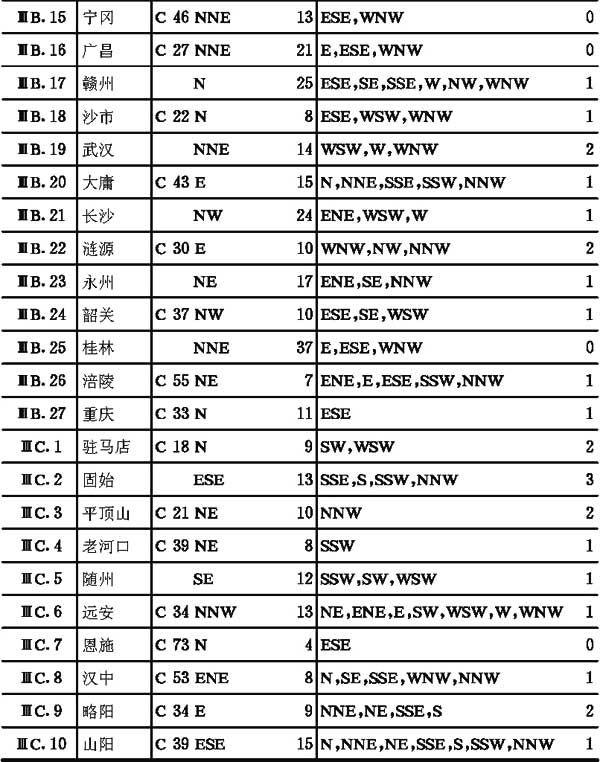 ⅢB.15 宁冈 C 46 NNE 13 ESE,WNW 0
ⅢB.16 广昌 C 27 NNE 21 E,ESE,WNW 0
ⅢB.17 赣州 N 25 ESE,SE,SSE,W,NW,WNW 1
ⅢB.18 沙市 C 22 N 8 ESE,WSW,WNW 1
ⅢB.19 武汉 NNE 14 WSW,W,WNW 2
ⅢB.20 大庸 C 43 E 15 N,NNE,SSE,SSW,NNW 1
ⅢB.21 长沙 NW 24 ENE,WSW,W 1
ⅢB.22 涟源 C 30 E 10 WNW,NW,NNW 2
ⅢB.23 永州 NE 17 ENE,SE,NNW 1
ⅢB.24 韶关 C 37 NW 10 ESE,SE,WSW 1
ⅢB.25 桂林 NNE 37 E,ESE,WNW 0
ⅢB.26 涪陵 C 55 NE 7 ENE,E,ESE,SSW,NNW 1
ⅢB.27 重庆 C 33 N 11 ESE 1
ⅢC.1 驻马店 C 18 N 9 SW,WSW 2
ⅢC.2 固始 ESE 13 SSE,S,SSW,NNW 3
ⅢC.3 平顶山 C 21 NE 10 NNW 2
ⅢC.4 老河口 C 39 NE 8 SSW 1
ⅢC.5 随州 SE 12 SSW,SW,WSW 1
ⅢC.6 远安 C 34 NNW 13 NE,ENE,E,SW,WSW,W,WNW 1
ⅢC.7 恩施 C 73 N 4 ESE 0
ⅢC.8 汉中 C 53 ENE 8 N,SE,SSE,WNW,NNW 1
ⅢC.9 略阳 C 34 E 9 NNE,NE,SSE,S 2
ⅢC.10 山阳 C 39 ESE 15 N,NNE,NE,SSE,S,SSW,NNW 1